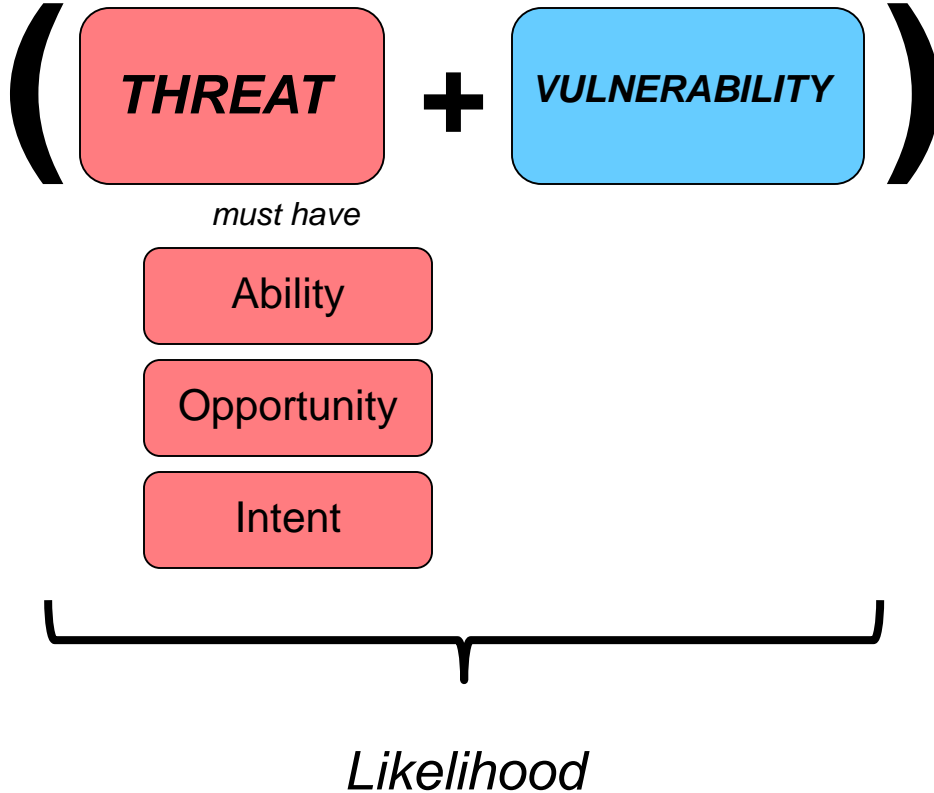 ( THREAT + VULNERABILITY )
must have
Ability
Opportunity
Intent
Likelihood